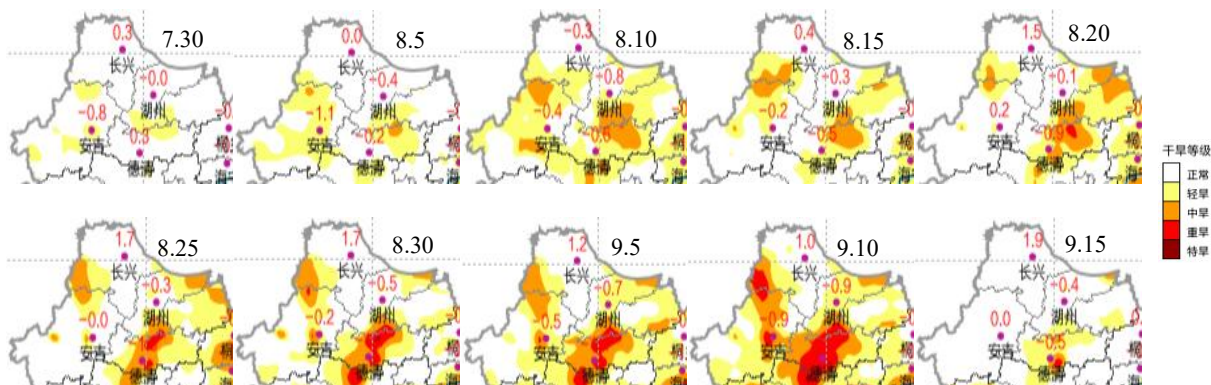 0.3
7.30
长兴
-0.0
-0.8
湖州
安吉
0.3
德清
0.0
8.5
长兴
-0.4
湖州
-1.1
-0.2
安吉
德清
-0.3
8.10
长兴
-0.8
湖州
-0.4
-0.6
安吉
德清
0.4
8.15
长兴
-0.3
湖州
-0.2
-0.5
安吉
德清
1.5
8.20
长兴
-0.1
湖州
0.2
-0.9
安吉
德清
干旱等级
正常
轻旱
中旱
重旱
特旱
1.7
8.25
长兴
-0.3
湖州
-0.0
安吉
德清
1.7
8.30
长兴
-0.5
湖州
-0.2
安吉
德清
1.2
9.5
长兴
-0.7
湖州
-0.5
安吉
德清
1.0
9.10
长兴
-0.9
湖州
-0.9
安吉
德清
1.9
9.15
长兴
-0.4
湖州
0.0
-0.5
安吉
德清